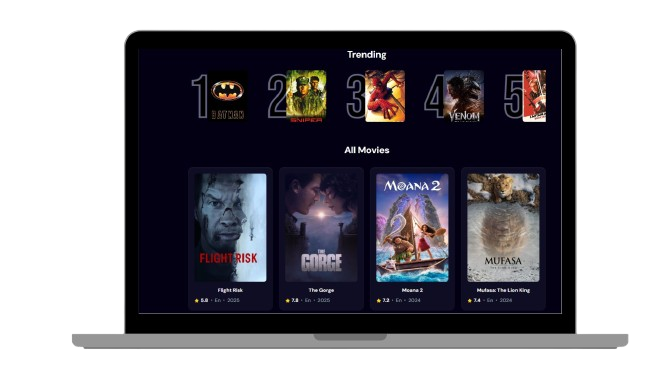 Trending
1 BATMAN
2 SNIPER
3
4 VENOM
5
All Movies
MOANA 2
FLIGHT RISK
THE
GORGE
MUFASA
Flight Risk
The Gorge
Moana 2
Mufasa: The Lion King
5.8 • En • 2025
7.8 • En • 2025
7.2 • En • 2024
7.4 • En • 2024